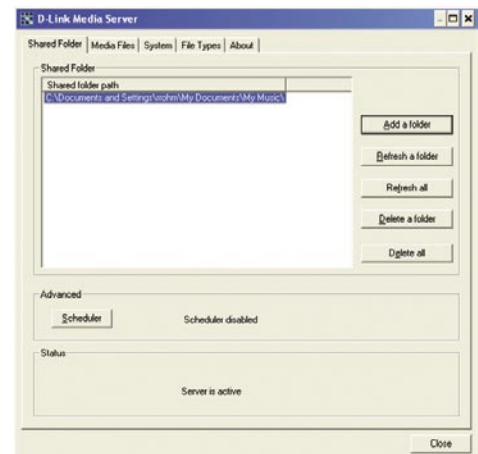 D-Link Media Server
Shared Folder Media Files System File Types About
Shared Folder
Shared folder path
C:\Documents and Settings\rrohm\My Documents\My Music\
Add a folder
Refresh a folder
Refresh all
Delete a folder
Delete all
Advanced
Scheduler Scheduler disabled
Status
Server is active
Close